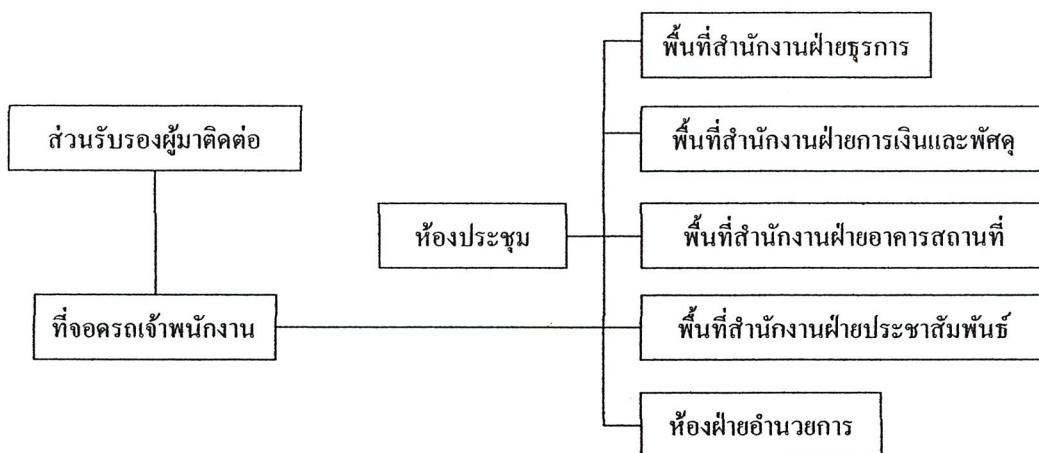 พื้นที่สำนักงานฝ่ายธุรการ
ส่วนรับรองผู้มาติดต่อ
พื้นที่สำนักงานฝ่ายการเงินและพัศดุ
ห้องประชุม
พื้นที่สำนักงานฝ่ายอาคารสถานที่
ที่จอดรถเจ้าพนักงาน
พื้นที่สำนักงานฝ่ายประชาสัมพันธ์
ห้องฝ่ายอำนวยการ